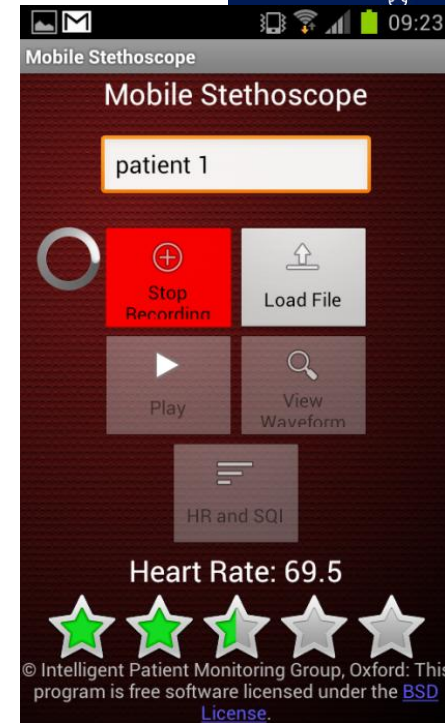 09:23
Mobile Stethoscope
Mobile Stethoscope
patient 1
Stop
Recording
Load File
Play
View
Waveform
HR and SQI
Heart Rate: 69.5
© Intelligent Patient Monitoring Group, Oxford: This
program is free software licensed under the BSD
License.